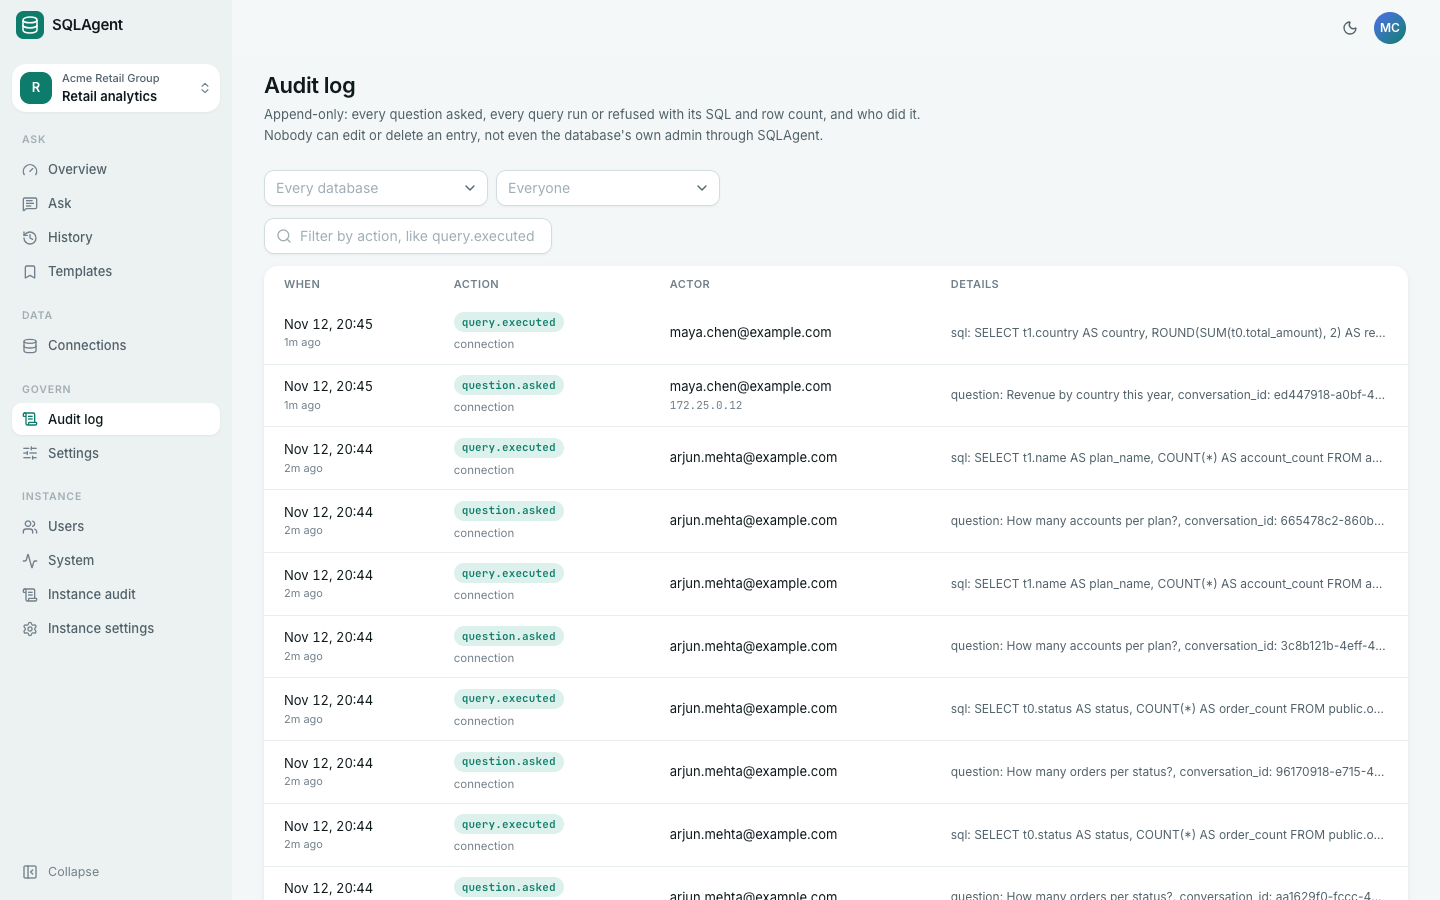 SQLAgent
R
Acme Retail Group
Retail analytics
ASK
Overview
Ask
History
Templates
DATA
Connections
GOVERN
Audit log
Settings
INSTANCE
Users
System
Instance audit
Instance settings
Collapse
MC
Audit log
Append-only: every question asked, every query run or refused with its SQL and row count, and who did it.
Nobody can edit or delete an entry, not even the database's own admin through SQLAgent.
Every database
Everyone
Filter by action, like query.executed
WHEN ACTION ACTOR DETAILS
Nov 12, 20:45
1m ago
query.executed
connection
maya.chen@example.com
sql: SELECT t1.country AS country, ROUND(SUM(t0.total_amount), 2) AS re...
Nov 12, 20:45
1m ago
question.asked
connection
maya.chen@example.com
172.25.0.12
question: Revenue by country this year, conversation_id: ed447918-a0bf-4...
Nov 12, 20:44
2m ago
query.executed
connection
arjun.mehta@example.com
sql: SELECT t1.name AS plan_name, COUNT(*) AS account_count FROM a...
Nov 12, 20:44
2m ago
question.asked
connection
arjun.mehta@example.com
question: How many accounts per plan?, conversation_id: 665478c2-860b...
Nov 12, 20:44
2m ago
query.executed
connection
arjun.mehta@example.com
sql: SELECT t1.name AS plan_name, COUNT(*) AS account_count FROM a...
Nov 12, 20:44
2m ago
question.asked
connection
arjun.mehta@example.com
question: How many accounts per plan?, conversation_id: 3c8b121b-4eff-4...
Nov 12, 20:44
2m ago
query.executed
connection
arjun.mehta@example.com
sql: SELECT t0.status AS status, COUNT(*) AS order_count FROM public.o...
Nov 12, 20:44
2m ago
question.asked
connection
arjun.mehta@example.com
question: How many orders per status?, conversation_id: 96170918-e715-4...
Nov 12, 20:44
2m ago
query.executed
connection
arjun.mehta@example.com
sql: SELECT t0.status AS status, COUNT(*) AS order_count FROM public.o...
Nov 12, 20:44
question.asked
arjun.mehta@example.com
question: How many orders per status?, conversation_id: aa1629f0-fccc-4...